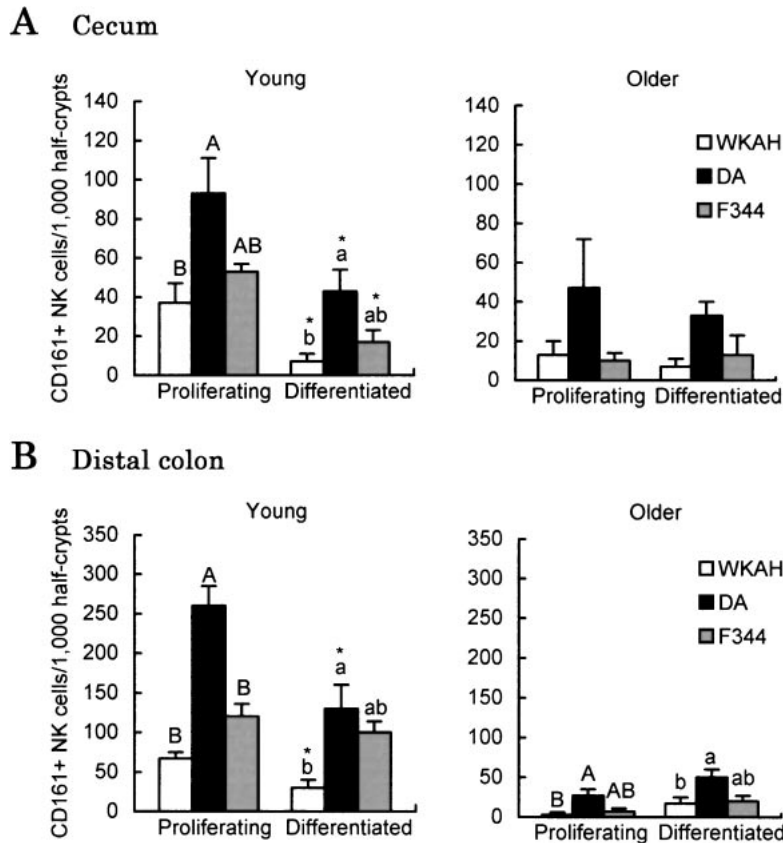 A Cecum
Young
Older
CD161+ NK cells/1,000 half-crypts
140
120
100
80
60
40
20
0
B
A
AB
*
b
*
a
*
ab
Proliferating
Differentiated
140
120
100
80
60
40
20
0
WKAH
DA
F344
Proliferating
Differentiated
B Distal colon
Young
Older
CD161+ NK cells/1,000 half-crypts
350
300
250
200
150
100
50
0
B
A
B
*
b
*
a
ab
Proliferating
Differentiated
350
300
250
200
150
100
50
0
WKAH
DA
F344
B
A
AB
b
a
ab
Proliferating
Differentiated